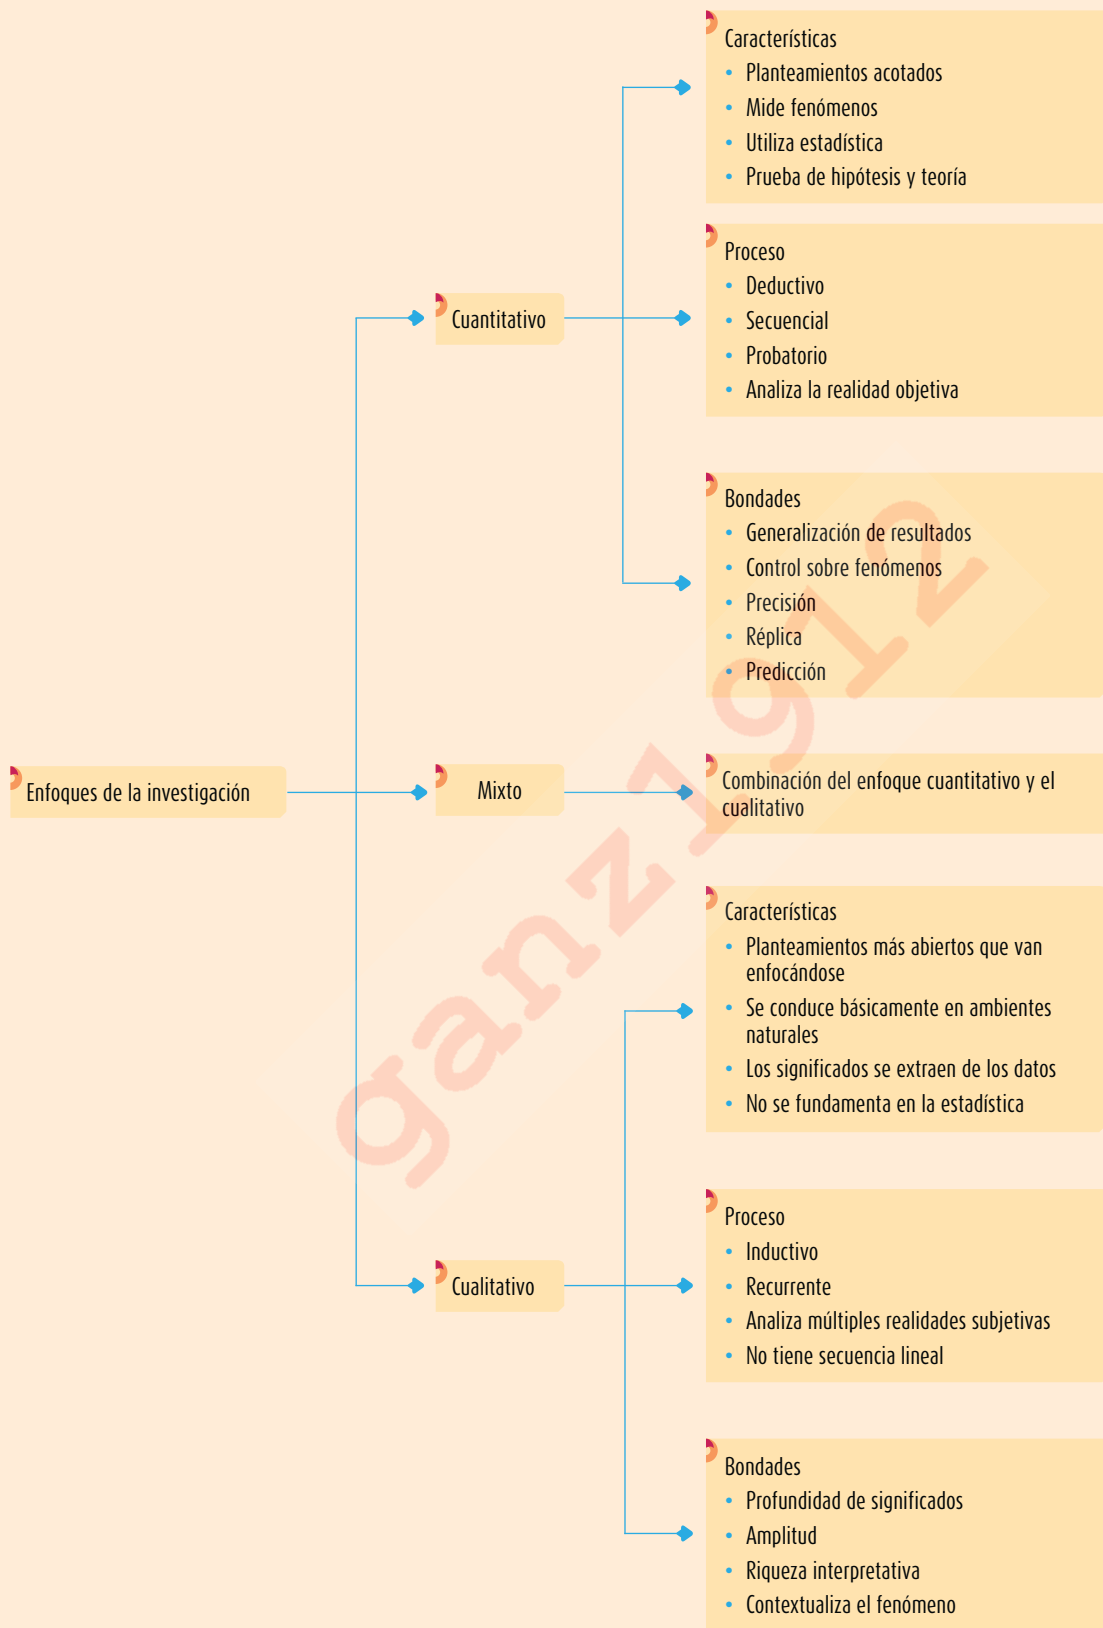 Características
• Planteamientos acotados
• Mide fenómenos
• Utiliza estadística
• Prueba de hipótesis y teoría
Proceso
• Deductivo
• Secuencial
• Probatorio
• Analiza la realidad objetiva
Cuantitativo
Bondades
• Generalización de resultados
• Control sobre fenómenos
• Precisión
• Réplica
• Predicción
Enfoques de la investigación
Mixto
Combinación del enfoque cuantitativo y el
cualitativo
Características
• Planteamientos más abiertos que van
enfocándose
• Se conduce básicamente en ambientes
naturales
• Los significados se extraen de los datos
• No se fundamenta en la estadística
Proceso
• Inductivo
• Recurrente
• Analiza múltiples realidades subjetivas
• No tiene secuencia lineal
Cualitativo
Bondades
• Profundidad de significados
• Amplitud
• Riqueza interpretativa
• Contextualiza el fenómeno
ganz1912